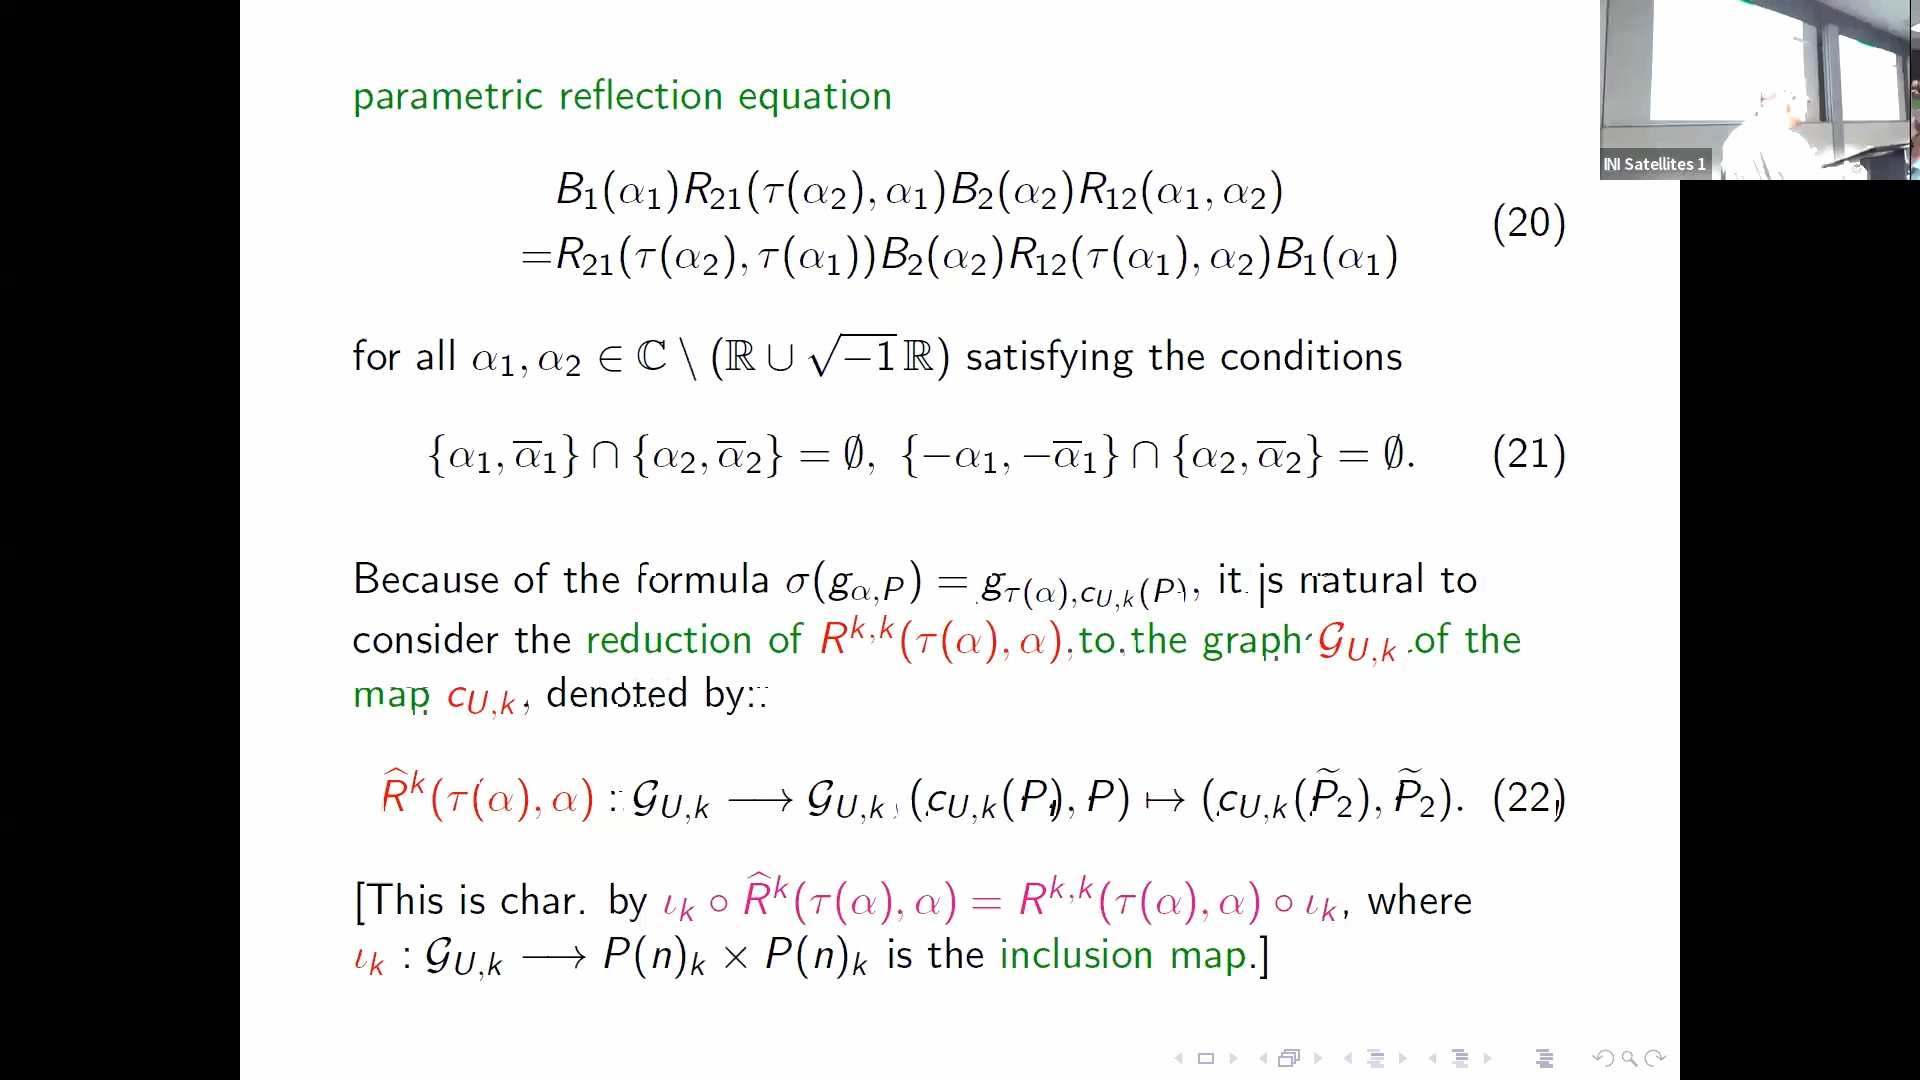 parametric reflection equation
B₁(α₁)R₂₁(τ(α₂), α₁)B₂(α₂)R₁₂(α₁, α₂)
=R₂₁(τ(α₂), τ(α₁))B₂(α₂)R₁₂(τ(α₁), α₂)B₁(α₁)
(20)
for all α₁, α₂ ∈ ℂ \ (ℝ ∪ √−1 ℝ) satisfying the conditions
{α₁, ᾱ₁} ∩ {α₂, ᾱ₂} = ∅, {−α₁, −ᾱ₁} ∩ {α₂, ᾱ₂} = ∅. (21)
Because of the formula σ(g_{α,P}) = g_{τ(α),c_{U,k}(P)}, it is natural to
consider the reduction of R^{k,k}(τ(α), α) to the graph 𝒢_{U,k} of the
map c_{U,k}, denoted by::
R̂^k(τ(α), α) : 𝒢_{U,k} ⟶ 𝒢_{U,k}, (c_{U,k}(P), P) ↦ (c_{U,k}(P̃₂), P̃₂). (22)
[This is char. by ι_k ∘ R̂^k(τ(α), α) = R^{k,k}(τ(α), α) ∘ ι_k, where
ι_k : 𝒢_{U,k} ⟶ P(n)_k × P(n)_k is the inclusion map.]
INI Satellites 1